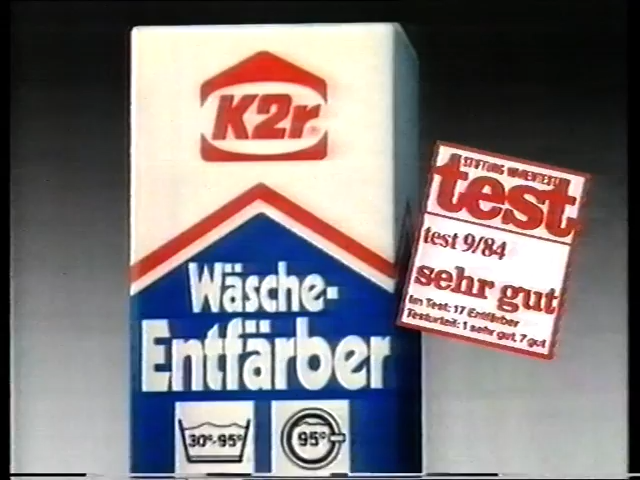 K2r
Wäsche-
Entfärber
30°-95°
95°
STIFTUNG WARENTEST
test
test 9/84
sehr gut
Im Test: 17 Entfärber
Testurteil: 1 sehr gut, 7 gut